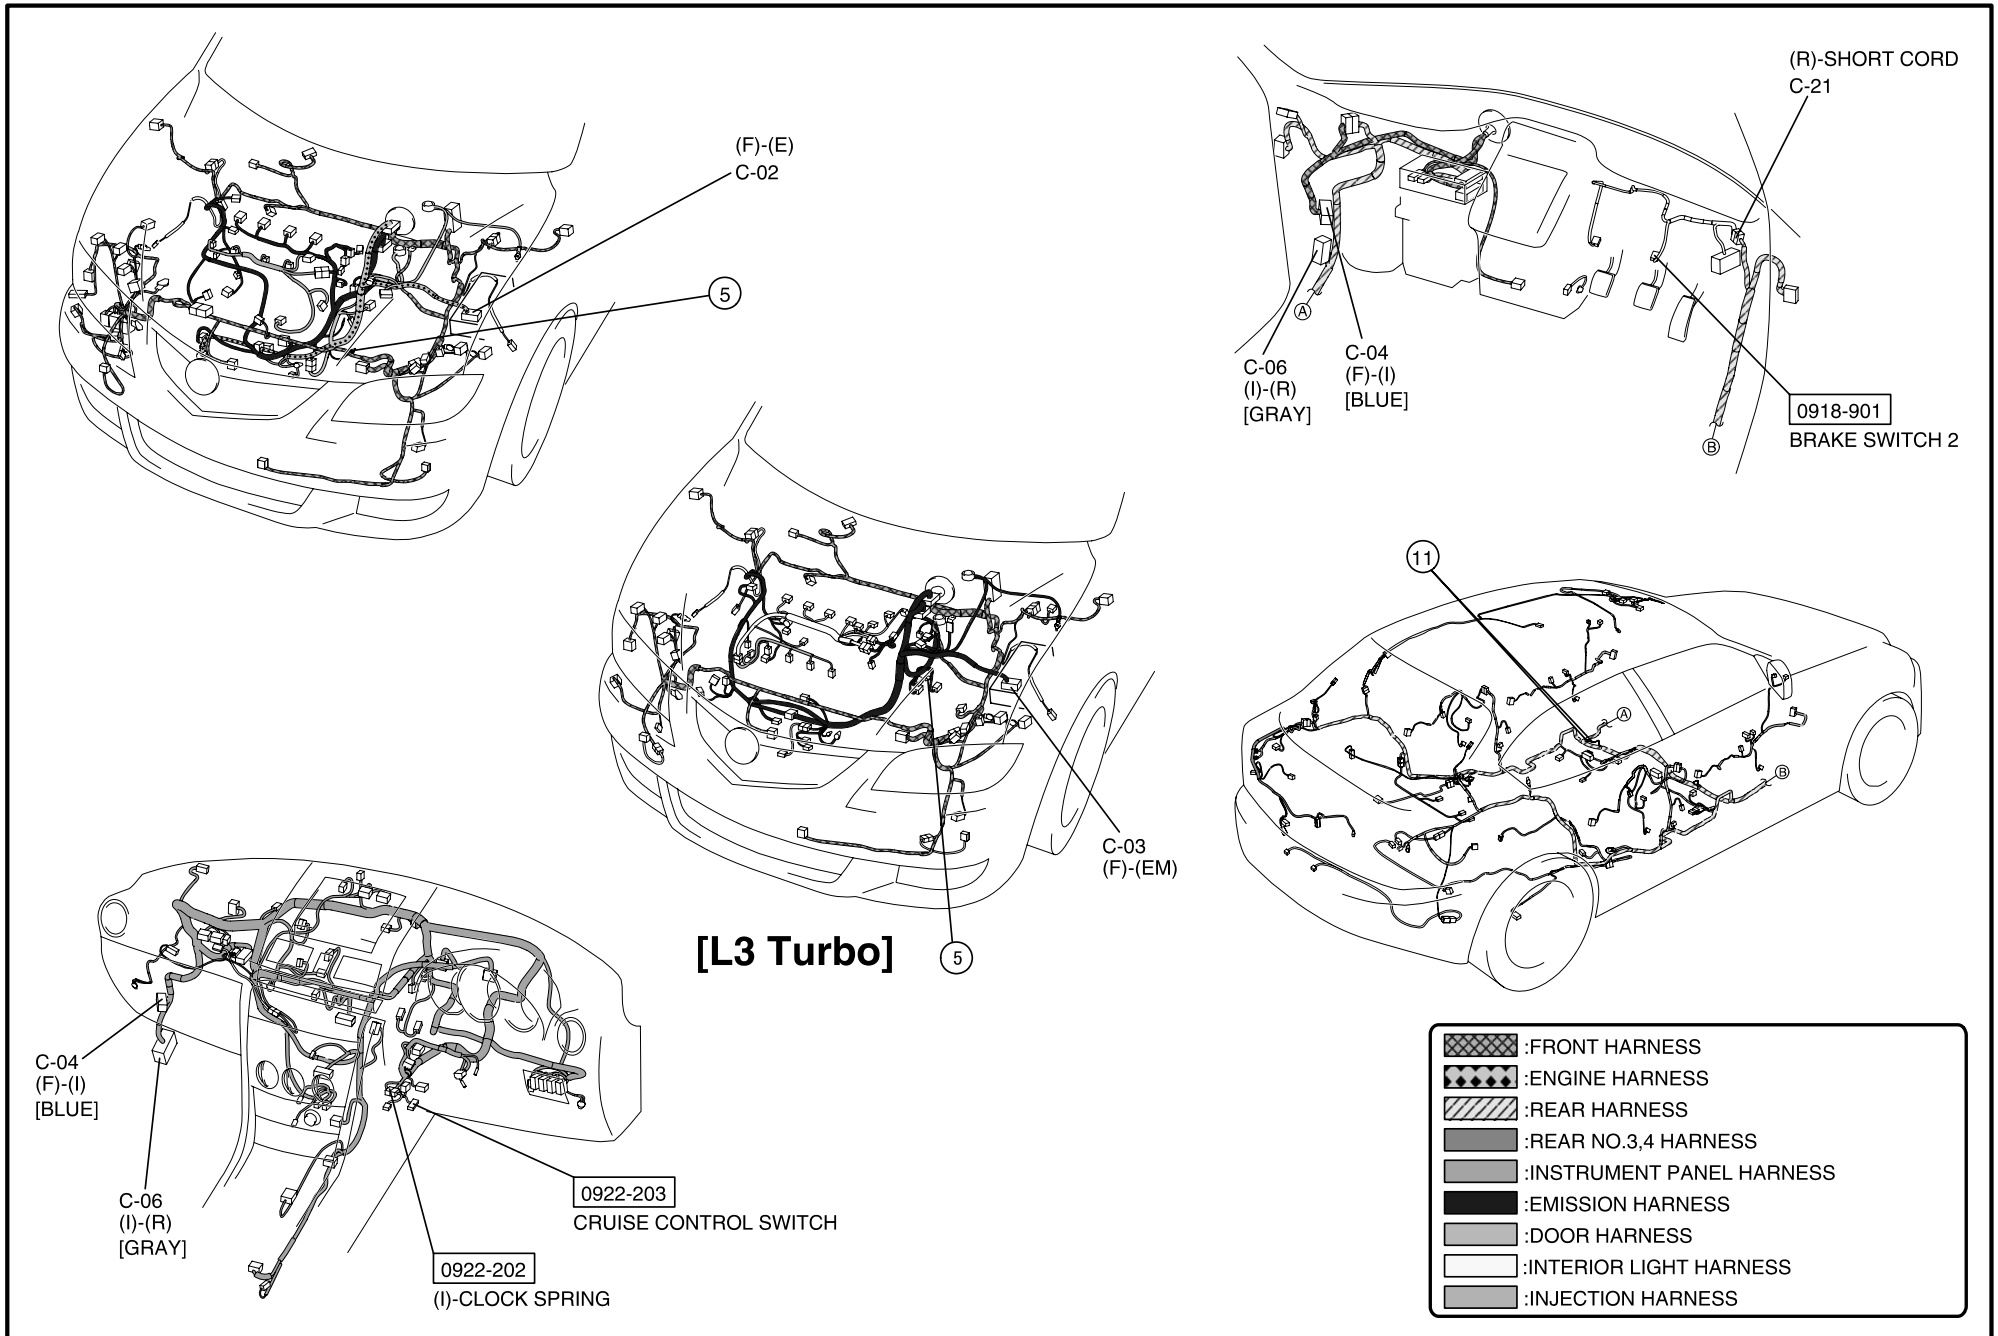 (F)-(E)
C-02
5
(R)-SHORT CORD
C-21
A
C-06
(I)-(R)
[GRAY]
C-04
(F)-(I)
[BLUE]
0918-901
BRAKE SWITCH 2
B
C-03
(F)-(EM)
5
[L3 Turbo]
11
A
B
C-04
(F)-(I)
[BLUE]
C-06
(I)-(R)
[GRAY]
0922-203
CRUISE CONTROL SWITCH
0922-202
(I)-CLOCK SPRING
:FRONT HARNESS
:ENGINE HARNESS
:REAR HARNESS
:REAR NO.3,4 HARNESS
:INSTRUMENT PANEL HARNESS
:EMISSION HARNESS
:DOOR HARNESS
:INTERIOR LIGHT HARNESS
:INJECTION HARNESS